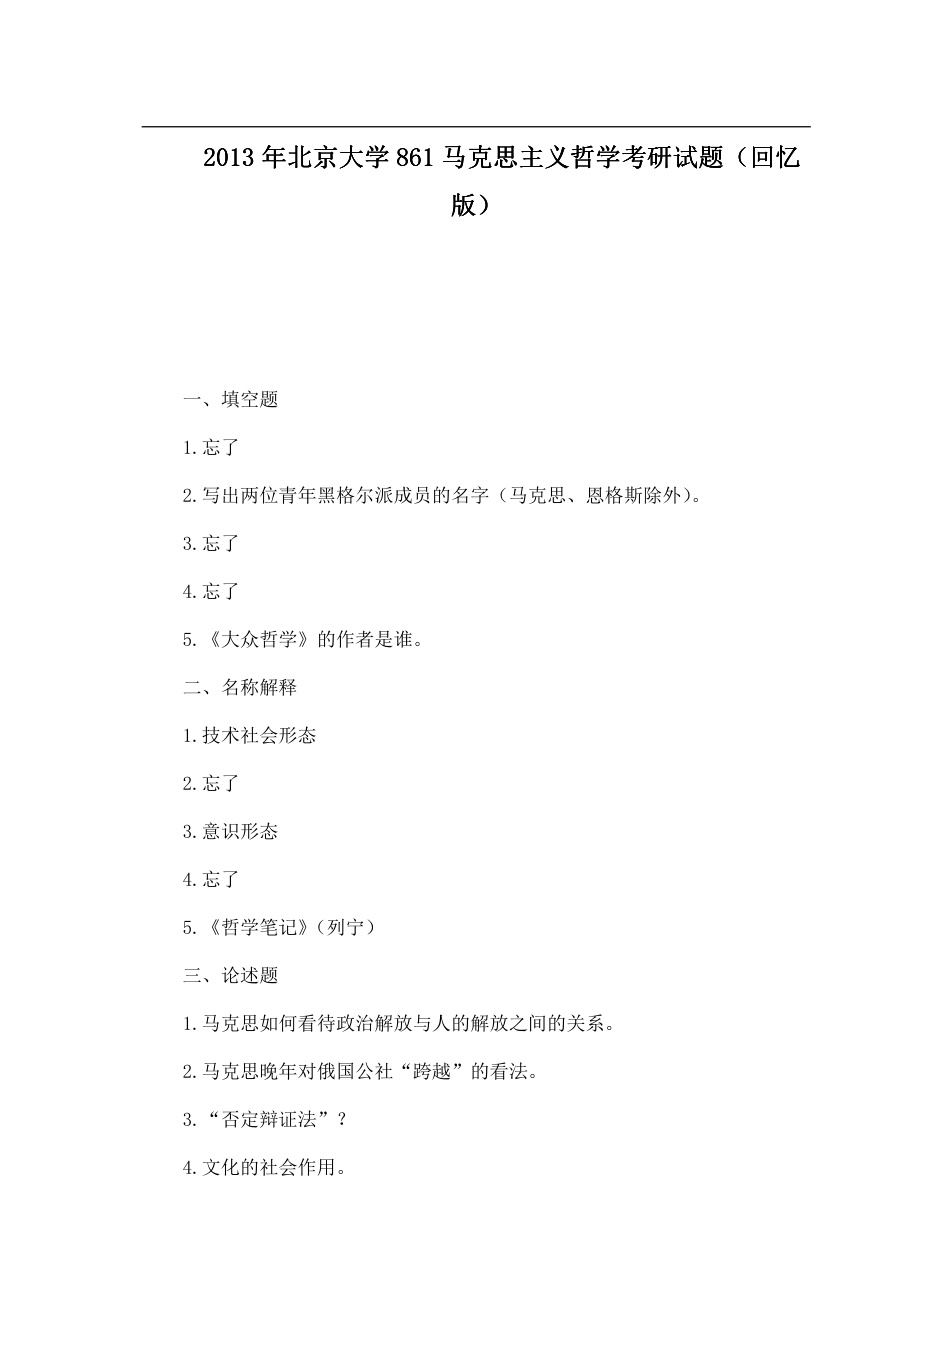 2013 年北京大学 861 马克思主义哲学考研试题（回忆
版）
一、填空题
1.忘了
2.写出两位青年黑格尔派成员的名字（马克思、恩格斯除外）。
3.忘了
4.忘了
5.《大众哲学》的作者是谁。
二、名称解释
1.技术社会形态
2.忘了
3.意识形态
4.忘了
5.《哲学笔记》（列宁）
三、论述题
1.马克思如何看待政治解放与人的解放之间的关系。
2.马克思晚年对俄国公社“跨越”的看法。
3.“否定辩证法”？
4.文化的社会作用。